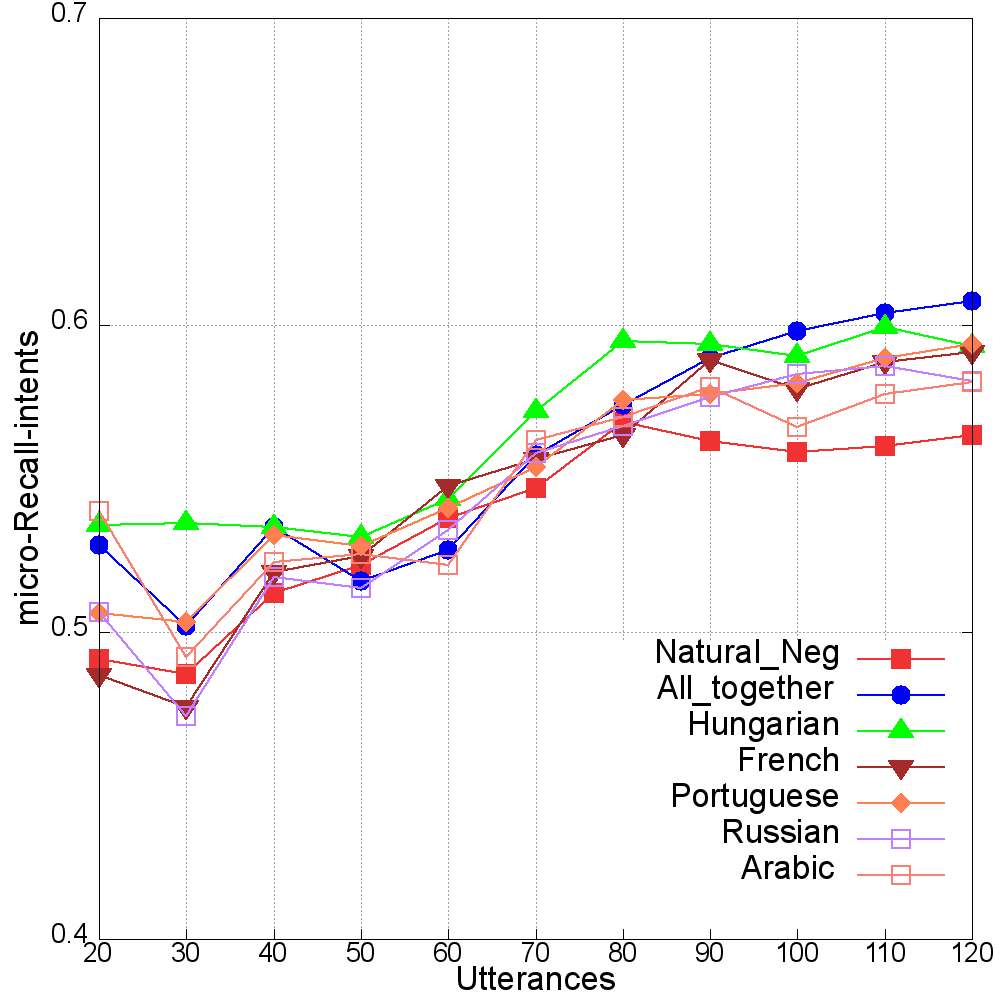 0.7
0.6
0.5
0.4
micro-Recall-intents
Natural_Neg
All_together
Hungarian
French
Portuguese
Russian
Arabic
20 30 40 50 60 70 80 90 100 110 120
Utterances